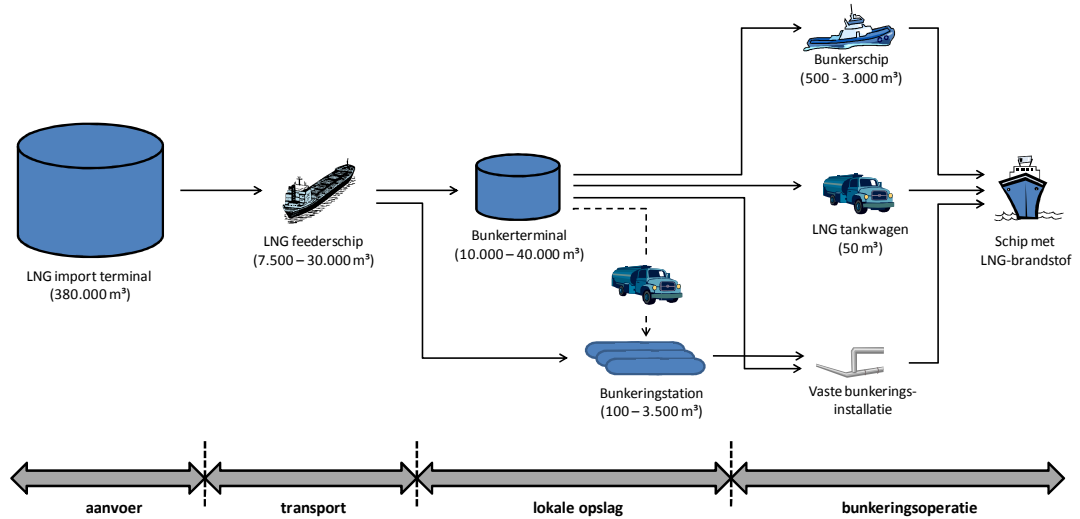 LNG import terminal
(380.000 m³)
LNG feederschip
(7.500 – 30.000 m³)
Bunkerterminal
(10.000 – 40.000 m³)
Bunkeringstation
(100 – 3.500 m³)
Bunkerschip
(500 - 3.000 m³)
LNG tankwagen
(50 m³)
Vaste bunkerings-
installatie
Schip met
LNG-brandstof
aanvoer
transport
lokale opslag
bunkeringsoperatie